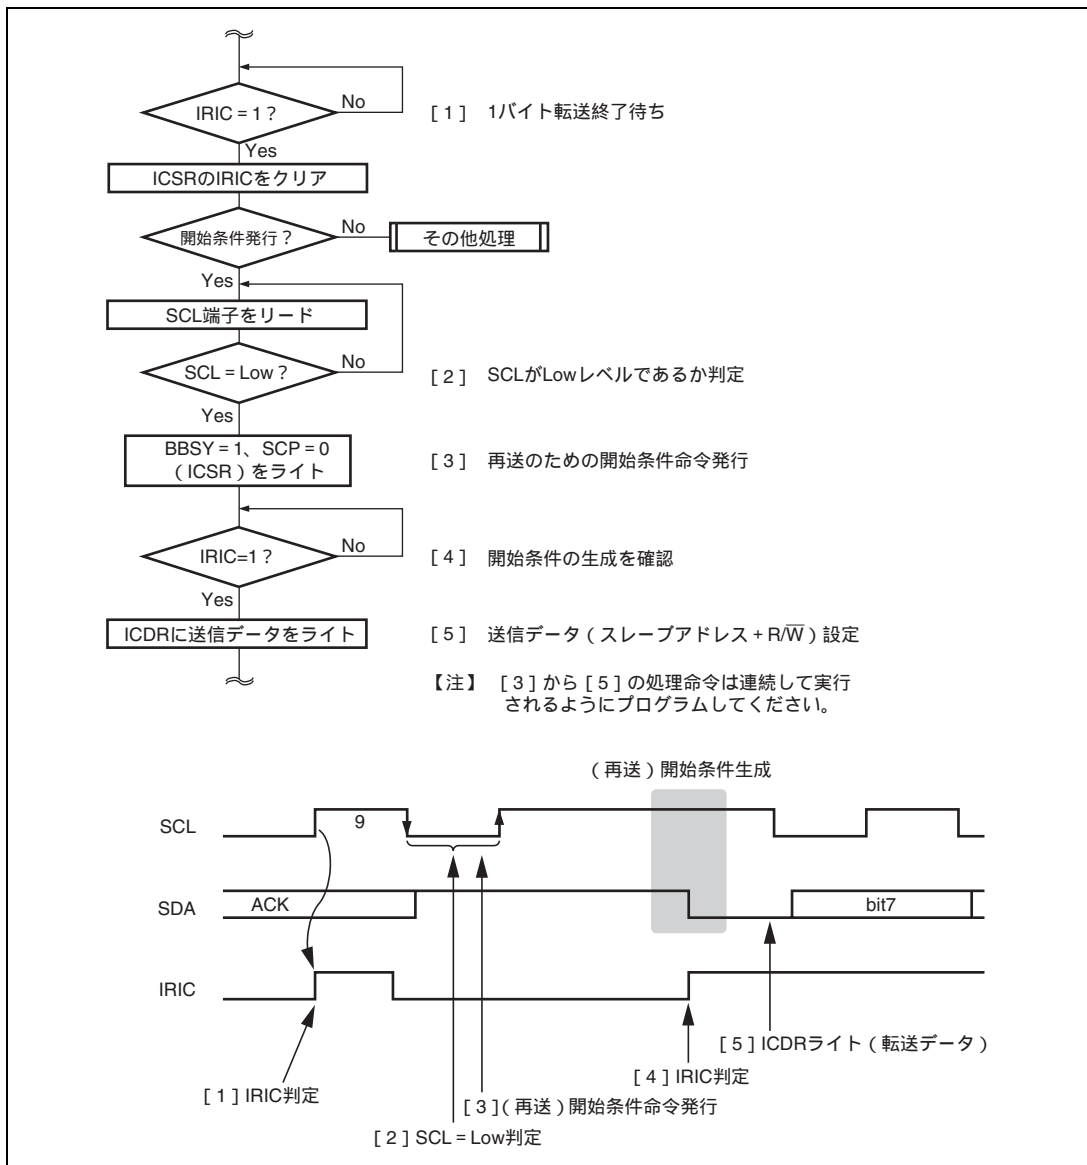 IRIC = 1 ?
No
[ 1 ] 1バイト転送終了待ち
Yes
ICSRのIRICをクリア
開始条件発行 ?
No
その他処理
Yes
SCL端子をリード
SCL = Low ?
No
[ 2 ] SCLがLowレベルであるか判定
Yes
BBSY = 1、SCP = 0
( ICSR ) をライト
[ 3 ] 再送のための開始条件命令発行
IRIC=1 ?
No
[ 4 ] 開始条件の生成を確認
Yes
ICDRに送信データをライト
[ 5 ] 送信データ ( スレーブアドレス + R/W̅ ) 設定
【注】 [ 3 ] から [ 5 ] の処理命令は連続して実行
されるようにプログラムしてください。
( 再送 ) 開始条件生成
SCL
9
SDA
ACK
bit7
IRIC
[ 5 ] ICDRライト ( 転送データ )
[ 4 ] IRIC判定
[ 1 ] IRIC判定
[ 3 ] ( 再送 ) 開始条件命令発行
[ 2 ] SCL = Low判定